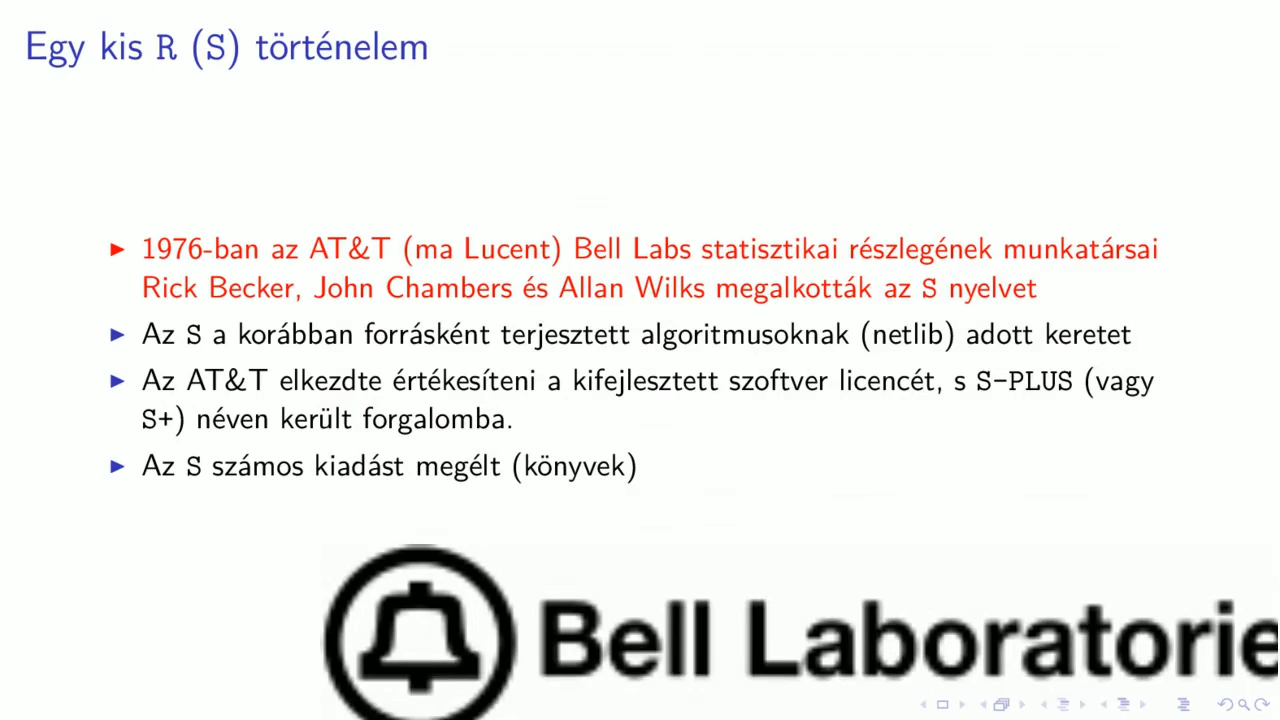 Egy kis R (S) történelem
1976-ban az AT&T (ma Lucent) Bell Labs statisztikai részlegének munkatársai
Rick Becker, John Chambers és Allan Wilks megalkották az S nyelvet
Az S a korábban forrásként terjesztett algoritmusoknak (netlib) adott keretet
Az AT&T elkezdte értékesíteni a kifejlesztett szoftver licencét, s S-PLUS (vagy
S+) néven került forgalomba.
Az S számos kiadást megélt (könyvek)
Bell Laboratorie